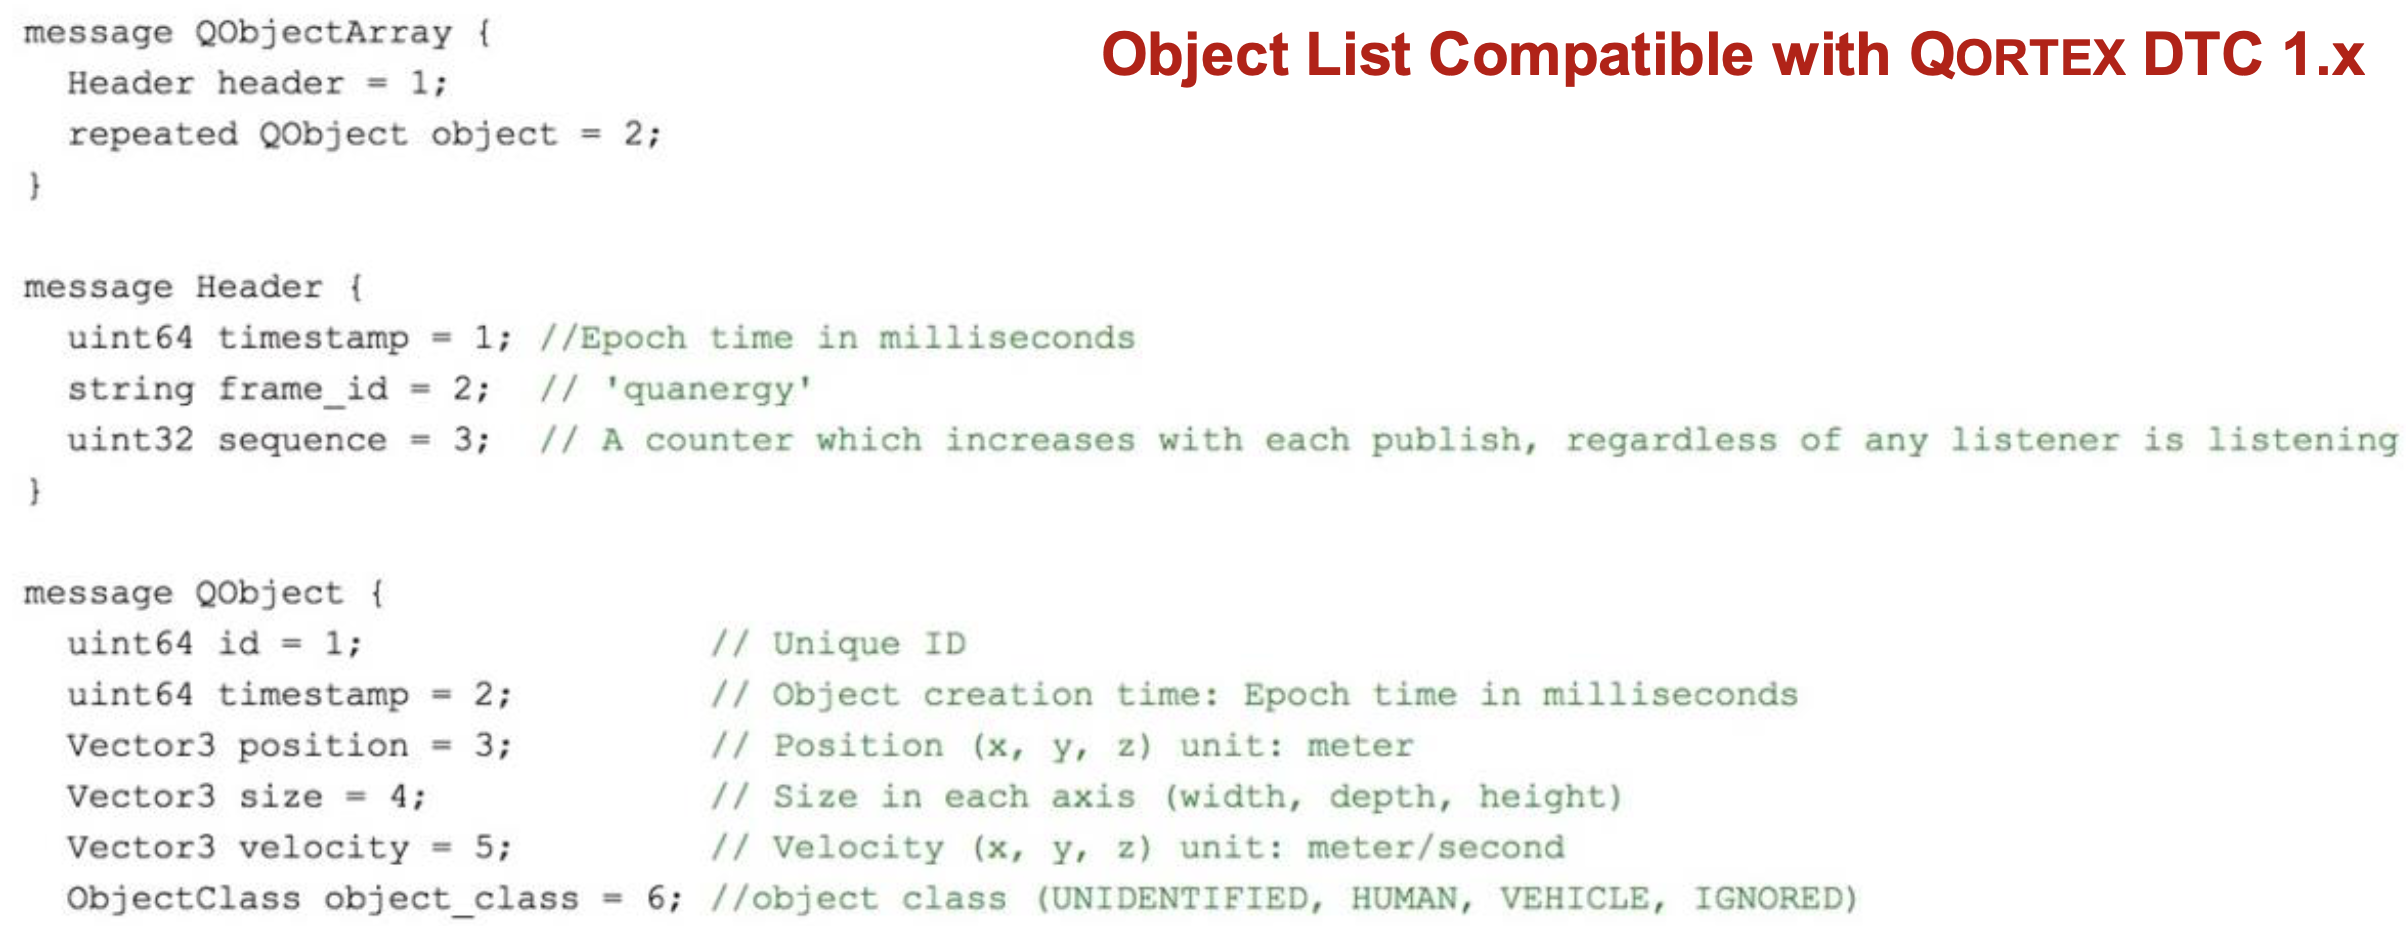 message QObjectArray {
Object List Compatible with QORTEX DTC 1.x
  Header header = 1;
  repeated QObject object = 2;
}

message Header {
  uint64 timestamp = 1; //Epoch time in milliseconds
  string frame_id = 2;  // 'quanergy'
  uint32 sequence = 3;  // A counter which increases with each publish, regardless of any listener is listening
}

message QObject {
  uint64 id = 1;                // Unique ID
  uint64 timestamp = 2;         // Object creation time: Epoch time in milliseconds
  Vector3 position = 3;         // Position (x, y, z) unit: meter
  Vector3 size = 4;             // Size in each axis (width, depth, height)
  Vector3 velocity = 5;         // Velocity (x, y, z) unit: meter/second
  ObjectClass object_class = 6; //object class (UNIDENTIFIED, HUMAN, VEHICLE, IGNORED)